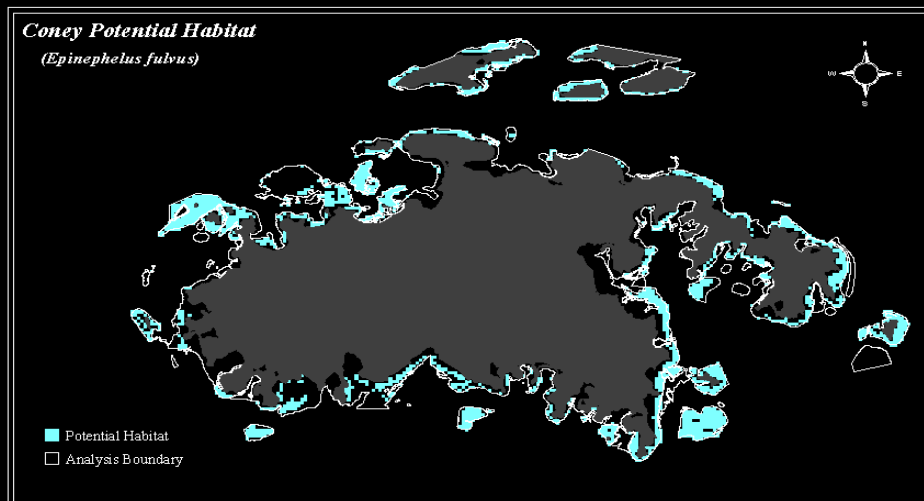 Coney Potential Habitat
(Epinephelus fulvus)
N
W E
S
Potential Habitat
Analysis Boundary